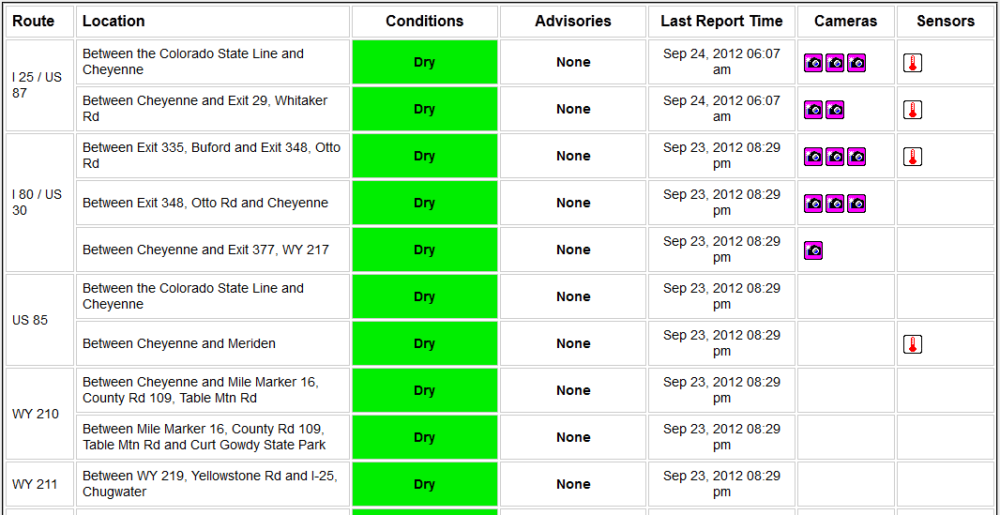 Route Location Conditions Advisories Last Report Time Cameras Sensors
I 25 / US
87
Between the Colorado State Line and
Cheyenne
Dry
None
Sep 24, 2012 06:07
am
Between Cheyenne and Exit 29, Whitaker
Rd
Dry
None
Sep 24, 2012 06:07
am
I 80 / US
30
Between Exit 335, Buford and Exit 348, Otto
Rd
Dry
None
Sep 23, 2012 08:29
pm
Between Exit 348, Otto Rd and Cheyenne
Dry
None
Sep 23, 2012 08:29
pm
Between Cheyenne and Exit 377, WY 217
Dry
None
Sep 23, 2012 08:29
pm
US 85
Between the Colorado State Line and
Cheyenne
Dry
None
Sep 23, 2012 08:29
pm
Between Cheyenne and Meriden
Dry
None
Sep 23, 2012 08:29
pm
WY 210
Between Cheyenne and Mile Marker 16,
County Rd 109, Table Mtn Rd
Dry
None
Sep 23, 2012 08:29
pm
Between Mile Marker 16, County Rd 109,
Table Mtn Rd and Curt Gowdy State Park
Dry
None
Sep 23, 2012 08:29
pm
WY 211
Between WY 219, Yellowstone Rd and I-25,
Chugwater
Dry
None
Sep 23, 2012 08:29
pm